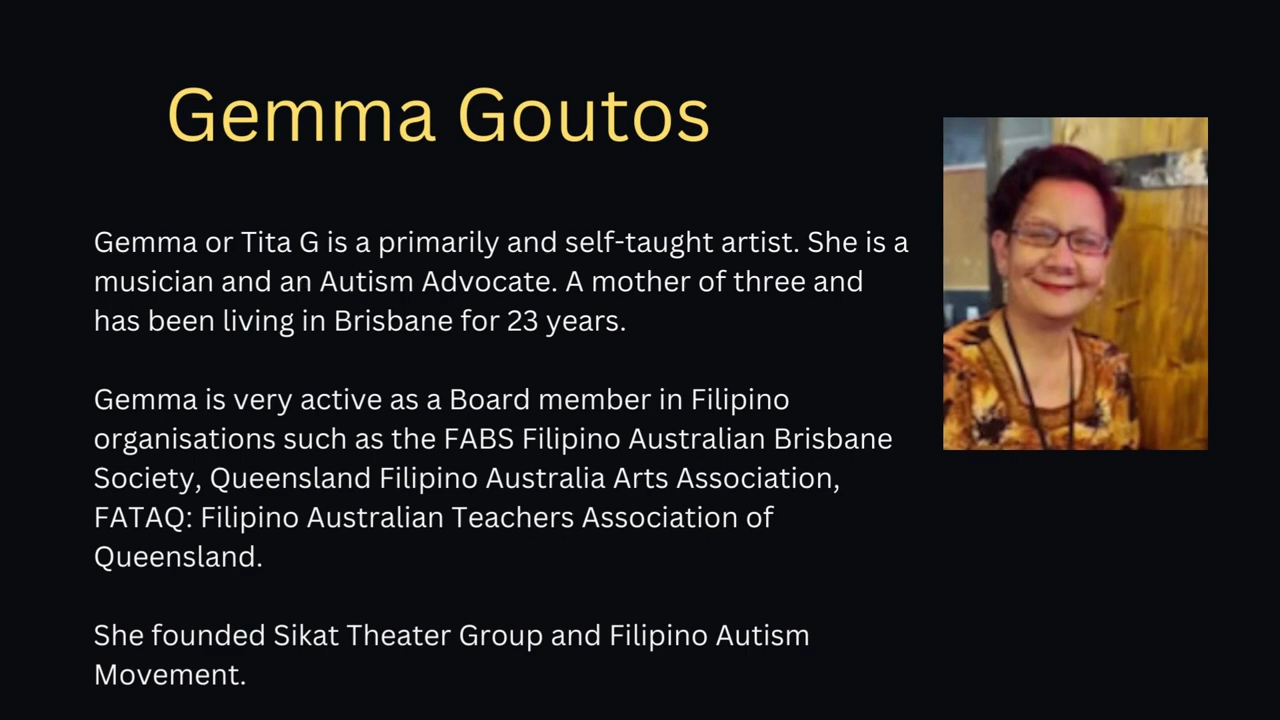 Gemma Goutos
Gemma or Tita G is a primarily and self-taught artist. She is a
musician and an Autism Advocate. A mother of three and
has been living in Brisbane for 23 years.
Gemma is very active as a Board member in Filipino
organisations such as the FABS Filipino Australian Brisbane
Society, Queensland Filipino Australia Arts Association,
FATAQ: Filipino Australian Teachers Association of
Queensland.
She founded Sikat Theater Group and Filipino Autism
Movement.